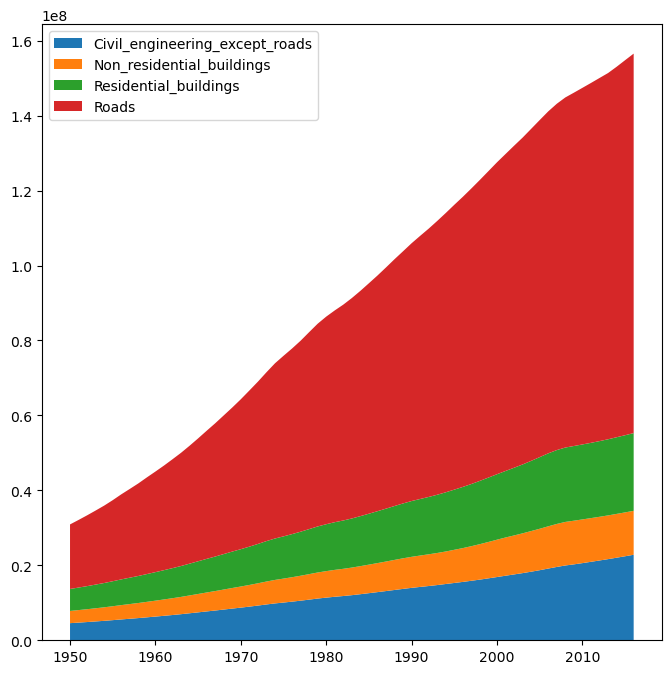 1e8
1.6
1.4
1.2
1.0
0.8
0.6
0.4
0.2
0.0
Civil_engineering_except_roads
Non_residential_buildings
Residential_buildings
Roads
1950 1960 1970 1980 1990 2000 2010